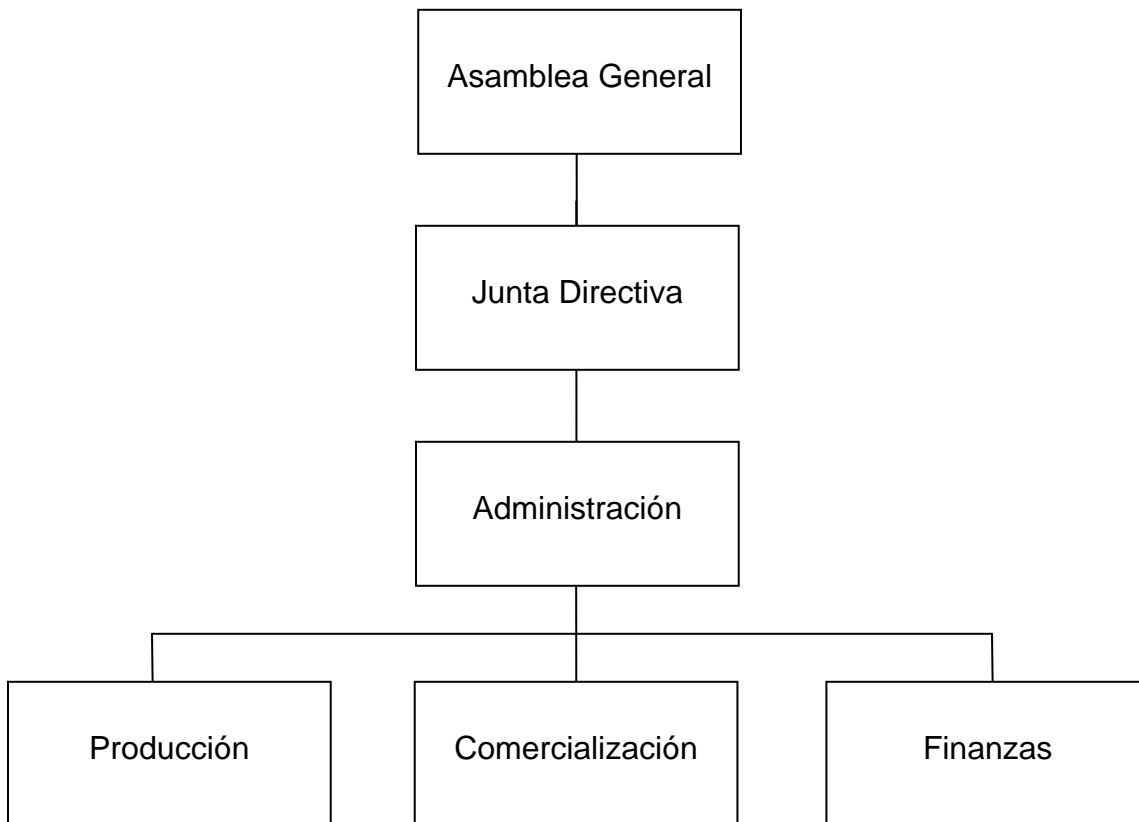 Asamblea General
Junta Directiva
Administración
Producción
Comercialización
Finanzas